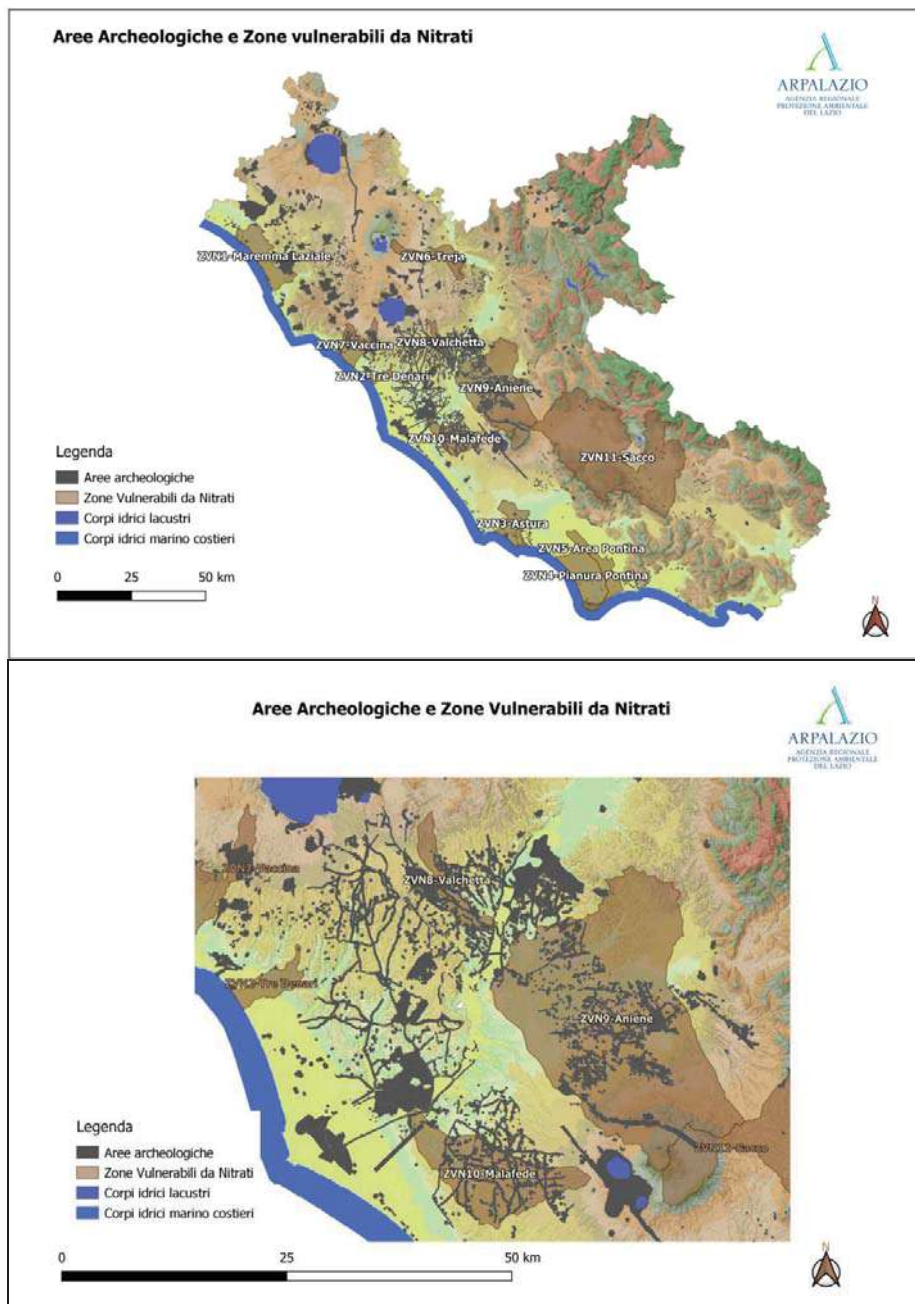 Aree Archeologiche e Zone vulnerabili da Nitrati
ARPALAZIO
AGENZIA REGIONALE
PROTEZIONE AMBIENTALE
DEL LAZIO
ZVN1-Maremma Laziale
ZVN6-Treja
ZVN7-Vaccina
ZVN8-Valchetta
ZVN2-Tre Denari
ZVN9-Aniene
ZVN10-Malafede
ZVN11-Sacco
ZVN3-Astura
ZVN5-Area Pontina
ZVN4-Pianura Pontina
Legenda
Aree archeologiche
Zone Vulnerabili da Nitrati
Corpi idrici lacustri
Corpi idrici marino costieri
0 25 50 km
N
Aree Archeologiche e Zone Vulnerabili da Nitrati
ARPALAZIO
AGENZIA REGIONALE
PROTEZIONE AMBIENTALE
DEL LAZIO
ZVN7-Vaccina
ZVN8-Valchetta
ZVN2-Tre Denari
ZVN9-Aniene
ZVN11-Sacco
ZVN10-Malafede
Legenda
Aree archeologiche
Zone Vulnerabili da Nitrati
Corpi idrici lacustri
Corpi idrici marino costieri
0 25 50 km
N